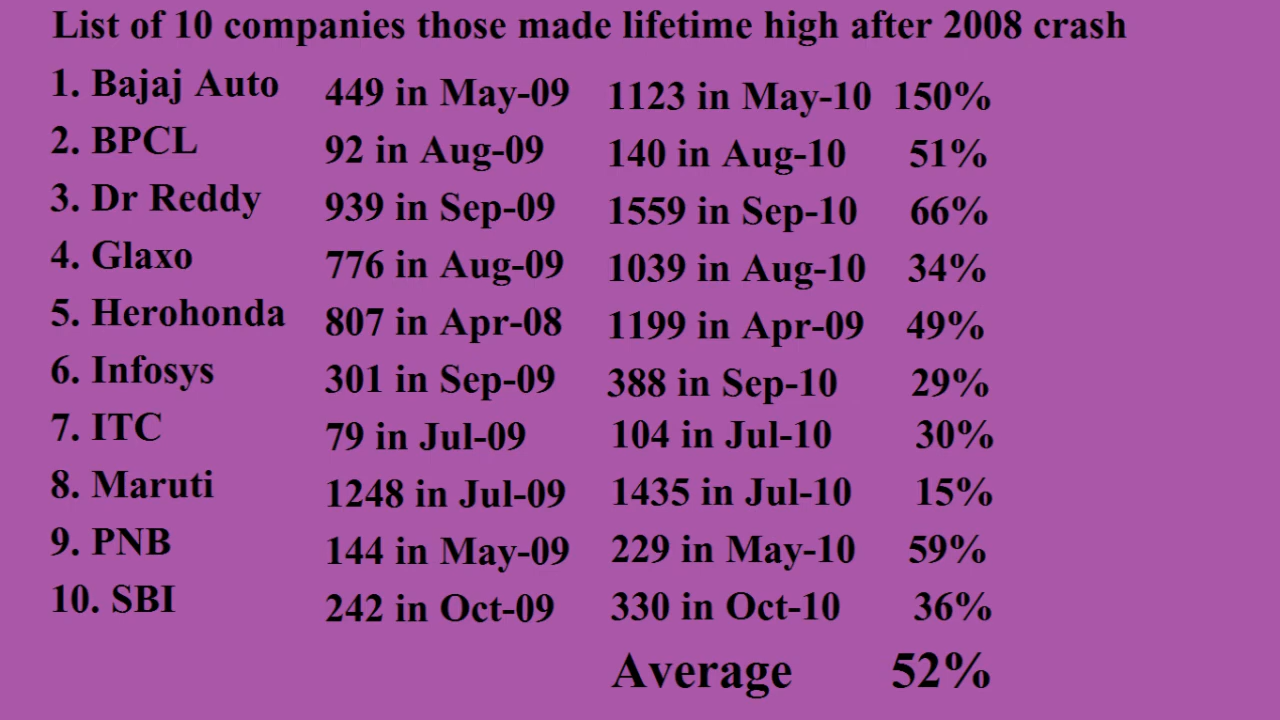 List of 10 companies those made lifetime high after 2008 crash
1. Bajaj Auto 449 in May-09 1123 in May-10 150%
2. BPCL 92 in Aug-09 140 in Aug-10 51%
3. Dr Reddy 939 in Sep-09 1559 in Sep-10 66%
4. Glaxo 776 in Aug-09 1039 in Aug-10 34%
5. Herohonda 807 in Apr-08 1199 in Apr-09 49%
6. Infosys 301 in Sep-09 388 in Sep-10 29%
7. ITC 79 in Jul-09 104 in Jul-10 30%
8. Maruti 1248 in Jul-09 1435 in Jul-10 15%
9. PNB 144 in May-09 229 in May-10 59%
10. SBI 242 in Oct-09 330 in Oct-10 36%
Average 52%